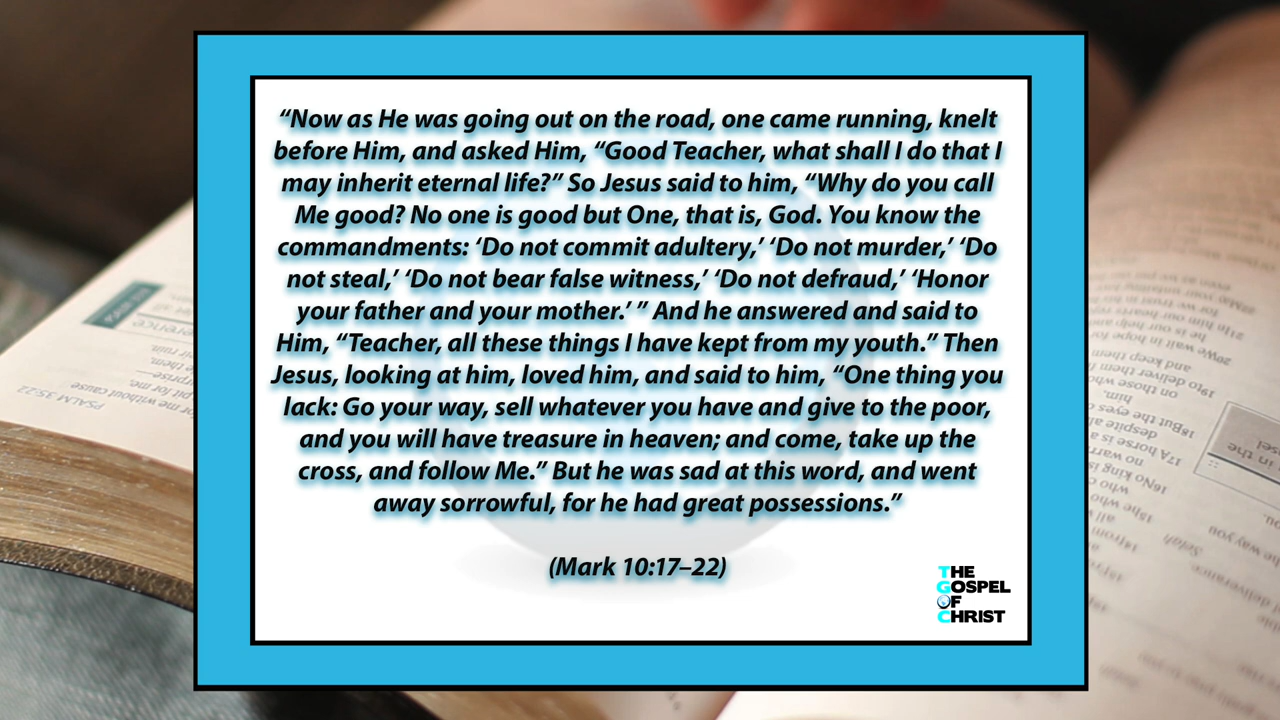 “Now as He was going out on the road, one came running, knelt
before Him, and asked Him, “Good Teacher, what shall I do that I
may inherit eternal life?” So Jesus said to him, “Why do you call
Me good? No one is good but One, that is, God. You know the
commandments: ‘Do not commit adultery,’ ‘Do not murder,’ ‘Do
not steal,’ ‘Do not bear false witness,’ ‘Do not defraud,’ ‘Honor
your father and your mother.’ ” And he answered and said to
Him, “Teacher, all these things I have kept from my youth.” Then
Jesus, looking at him, loved him, and said to him, “One thing you
lack: Go your way, sell whatever you have and give to the poor,
and you will have treasure in heaven; and come, take up the
cross, and follow Me.” But he was sad at this word, and went
away sorrowful, for he had great possessions.”
(Mark 10:17–22)
THE
GOSPEL
OF
CHRIST
PSALM 35:22